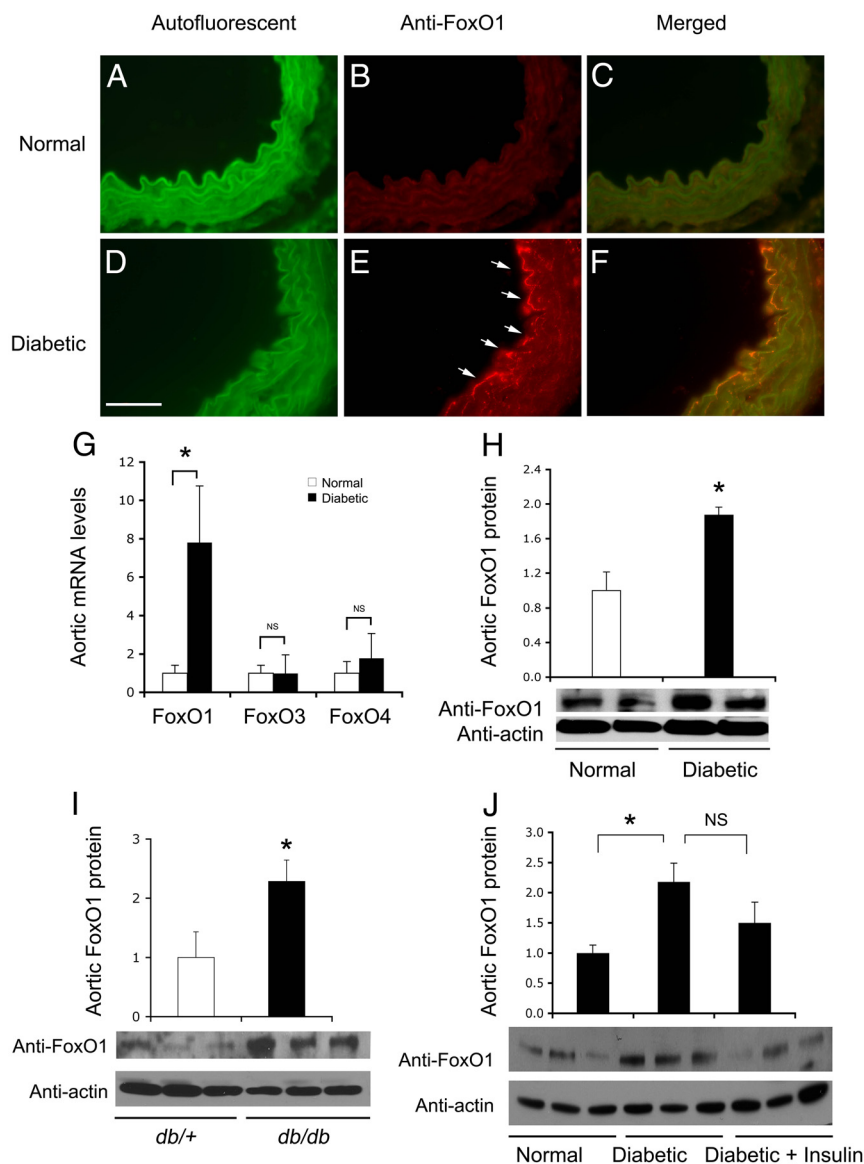 Autofluorescent Anti-FoxO1 Merged
A B C
Normal
D E F
Diabetic
G
*
12
10
8
6
4
2
0
Aortic mRNA levels
Normal
Diabetic
NS
NS
FoxO1 FoxO3 FoxO4
H
2.4
2.0
1.6
1.2
0.8
0.4
0.0
Aortic FoxO1 protein
*
Anti-FoxO1
Anti-actin
Normal Diabetic
I
3
2
1
0
Aortic FoxO1 protein
*
Anti-FoxO1
Anti-actin
db/+ db/db
J
* NS
3.0
2.5
2.0
1.5
1.0
0.5
0.0
Aortic FoxO1 protein
Anti-FoxO1
Anti-actin
Normal Diabetic Diabetic + Insulin